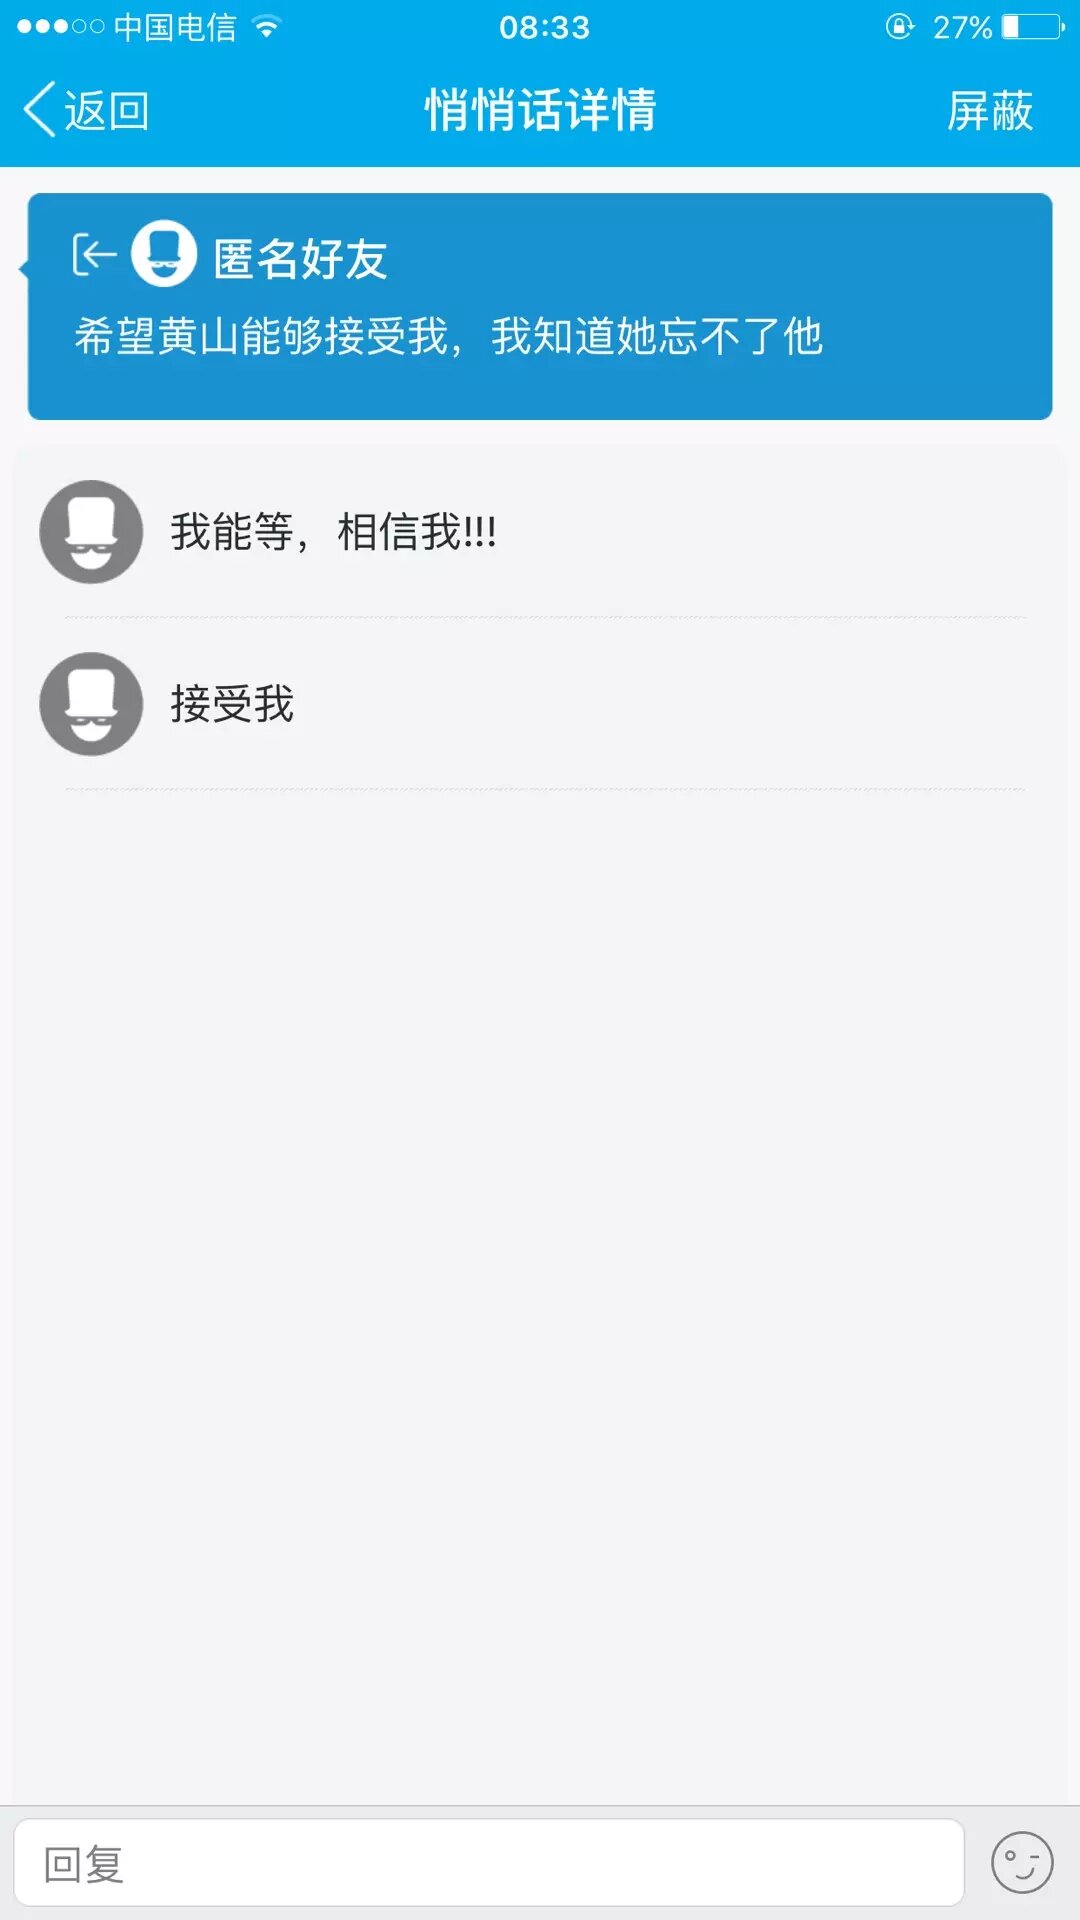 中国电信
08:33
27%
返回
悄悄话详情
屏蔽
匿名好友
希望黄山能够接受我，我知道她忘不了他
我能等，相信我!!!
接受我
回复